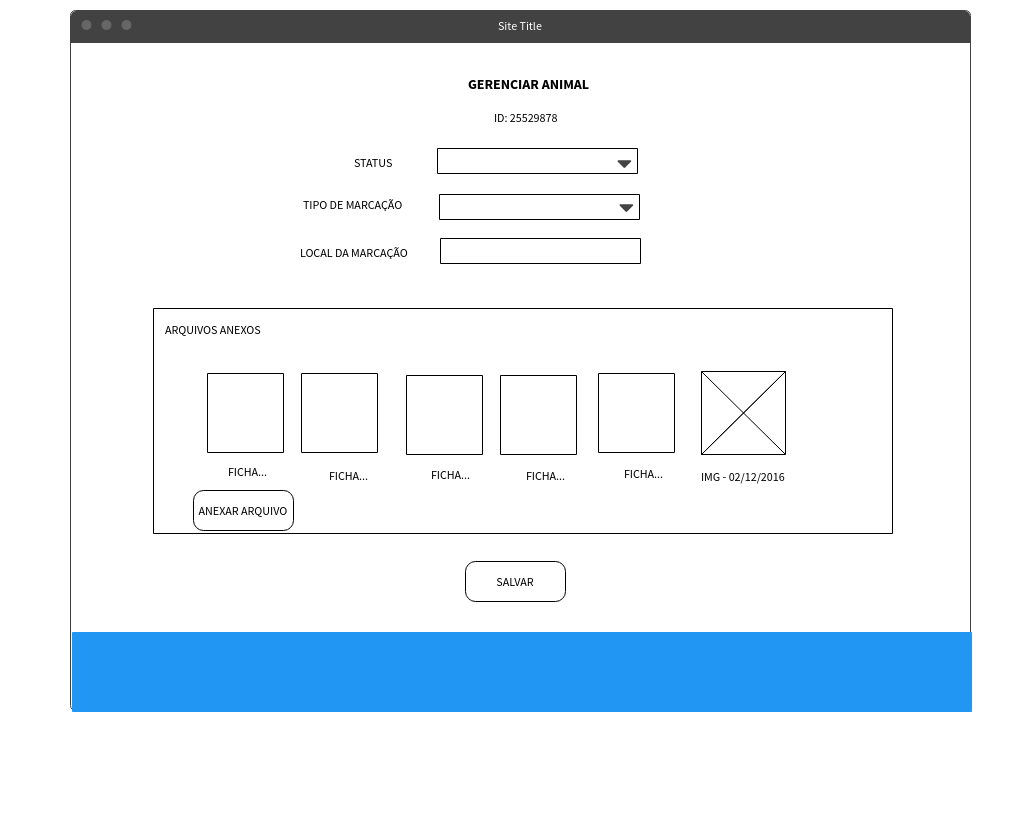 Site Title
GERENCIAR ANIMAL
ID: 25529878
STATUS
TIPO DE MARCAÇÃO
LOCAL DA MARCAÇÃO
ARQUIVOS ANEXOS
FICHA...
FICHA...
FICHA...
FICHA...
FICHA...
IMG - 02/12/2016
ANEXAR ARQUIVO
SALVAR